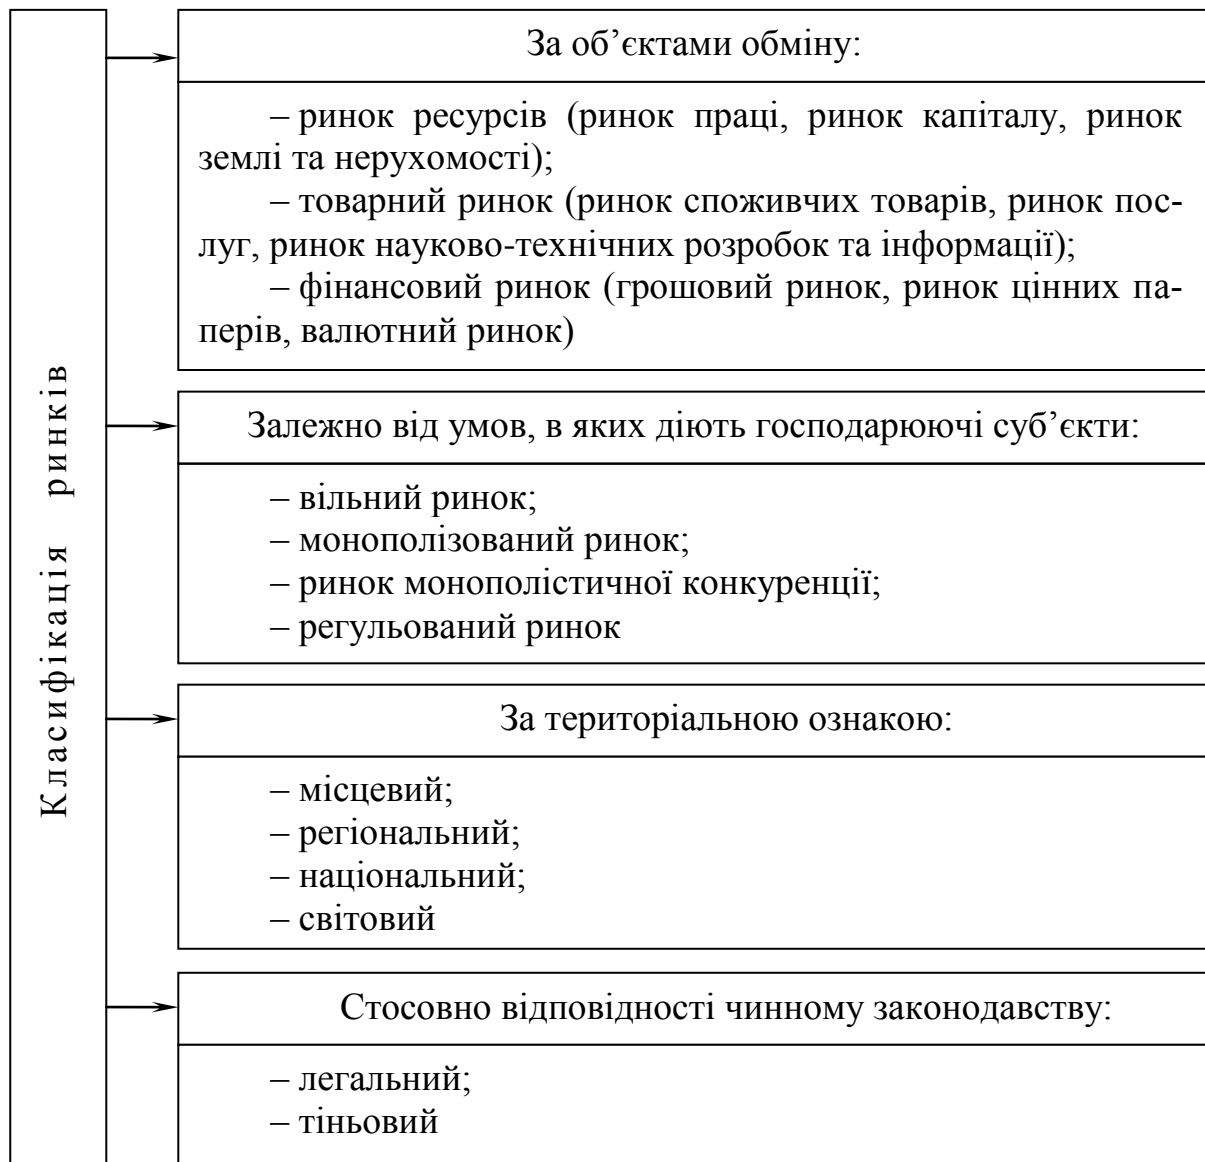 Класифікація ринків
За об’єктами обміну:
– ринок ресурсів (ринок праці, ринок капіталу, ринок
землі та нерухомості);
– товарний ринок (ринок споживчих товарів, ринок пос-
луг, ринок науково-технічних розробок та інформації);
– фінансовий ринок (грошовий ринок, ринок цінних па-
перів, валютний ринок)
Залежно від умов, в яких діють господарюючі суб’єкти:
– вільний ринок;
– монополізований ринок;
– ринок монополістичної конкуренції;
– регульований ринок
За територіальною ознакою:
– місцевий;
– регіональний;
– національний;
– світовий
Стосовно відповідності чинному законодавству:
– легальний;
– тіньовий